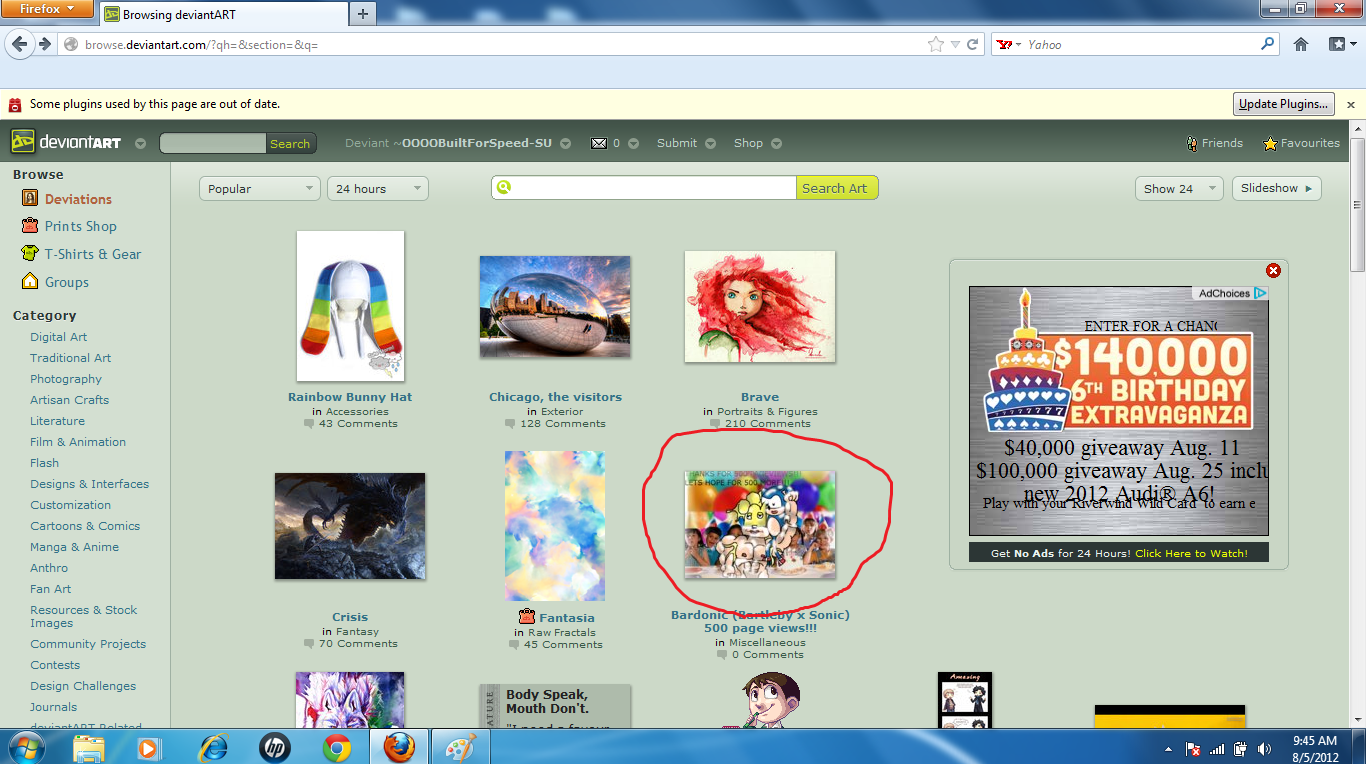 Firefox
Browsing deviantART
browse.deviantart.com/?qh=&section=&q=
Yahoo
Some plugins used by this page are out of date.
Update Plugins...
deviantART
Search
Deviant ~OOOOBuiltForSpeed-SU
0
Submit
Shop
Friends
Favourites
Browse
Deviations
Prints Shop
T-Shirts & Gear
Groups
Category
Digital Art
Traditional Art
Photography
Artisan Crafts
Literature
Film & Animation
Flash
Designs & Interfaces
Customization
Cartoons & Comics
Manga & Anime
Anthro
Fan Art
Resources & Stock
Images
Community Projects
Contests
Design Challenges
Journals
deviantART Related
Popular
24 hours
Search Art
Show 24
Slideshow
Rainbow Bunny Hat
in Accessories
43 Comments
Chicago, the visitors
in Exterior
128 Comments
Brave
in Portraits & Figures
210 Comments
AdChoices
ENTER FOR A CHANC
$140,000
6TH BIRTHDAY
EXTRAVAGANZA
$40,000 giveaway Aug. 11
$100,000 giveaway Aug. 25 inclu
new 2012 Audi® A6!
Play with your Riverwind Wild Card to earn e
Get No Ads for 24 Hours! Click Here to Watch!
Crisis
in Fantasy
70 Comments
Fantasia
in Raw Fractals
45 Comments
THANKS FOR 500 PAGEVIEWS!!!
LETS HOPE FOR 500 MORE!!!
Bardonic (Bartleby x Sonic)
500 page views!!!
in Miscellaneous
0 Comments
Body Speak,
Mouth Don't.
"I need a favour
Amazing
hp
9:45 AM
8/5/2012